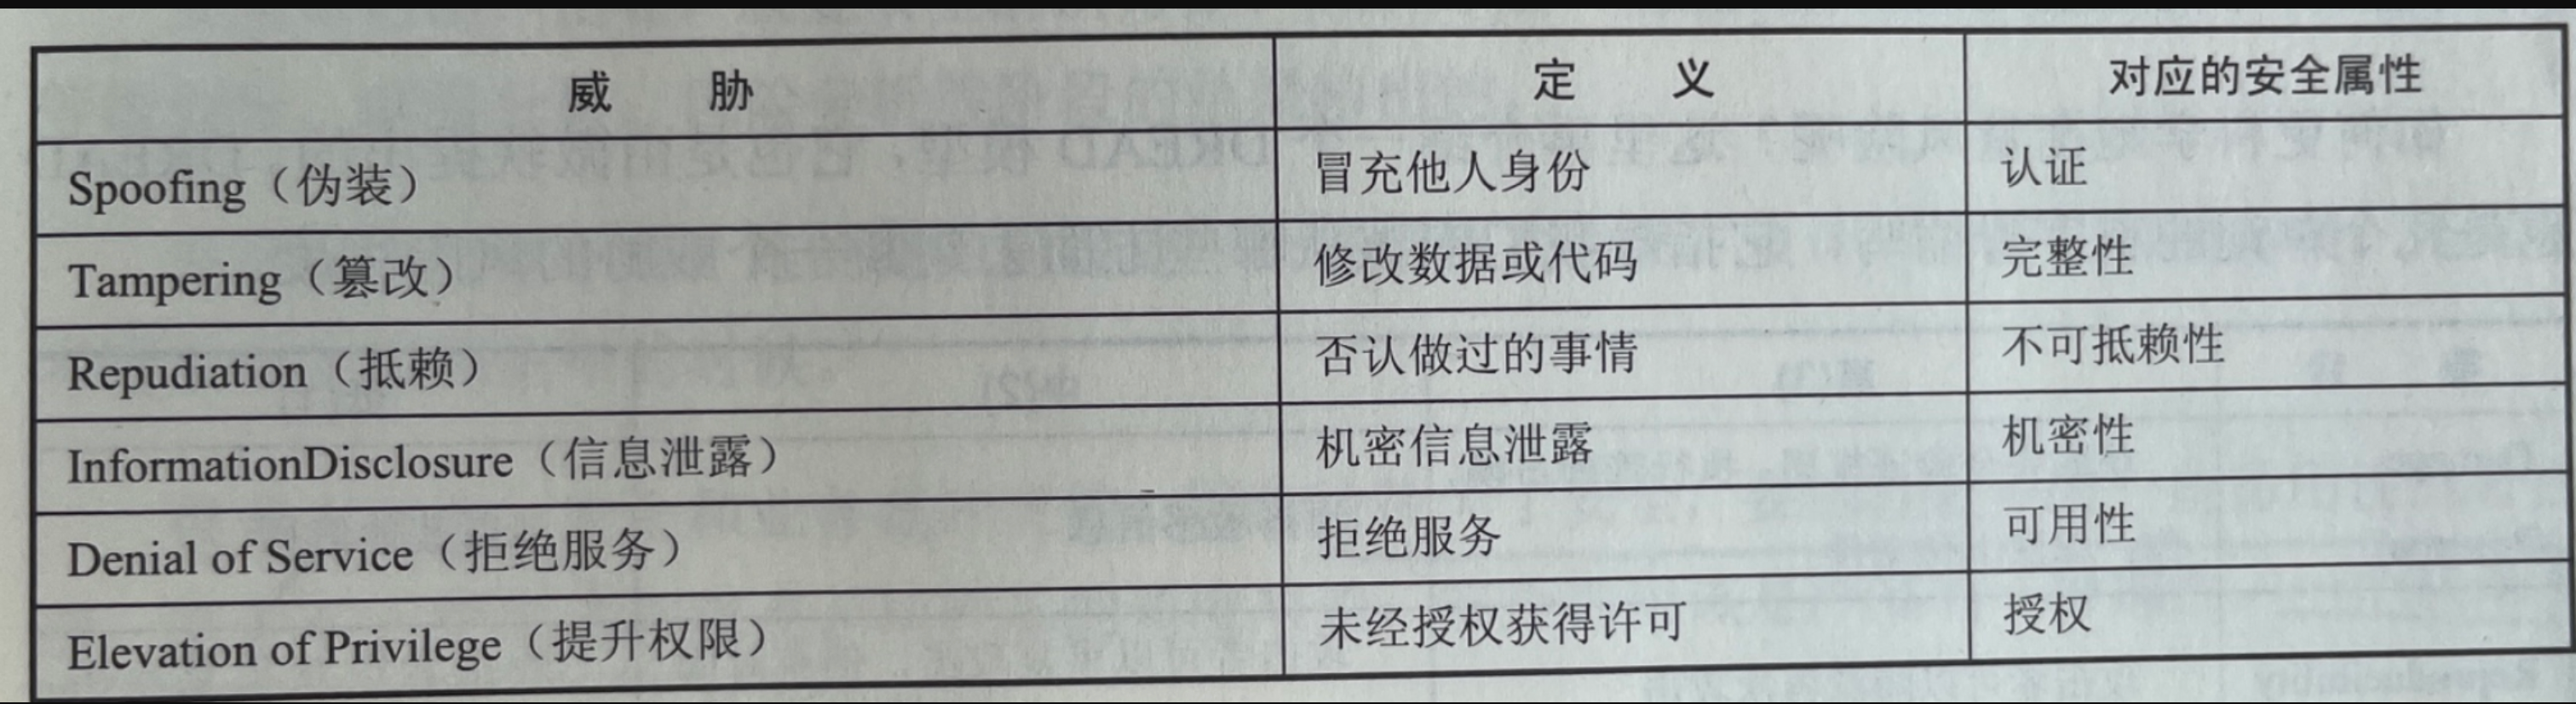 威 胁 定 义 对应的安全属性
Spoofing（伪装） 冒充他人身份 认证
Tampering（篡改） 修改数据或代码 完整性
Repudiation（抵赖） 否认做过的事情 不可抵赖性
InformationDisclosure（信息泄露） 机密信息泄露 机密性
Denial of Service（拒绝服务） 拒绝服务 可用性
Elevation of Privilege（提升权限） 未经授权获得许可 授权